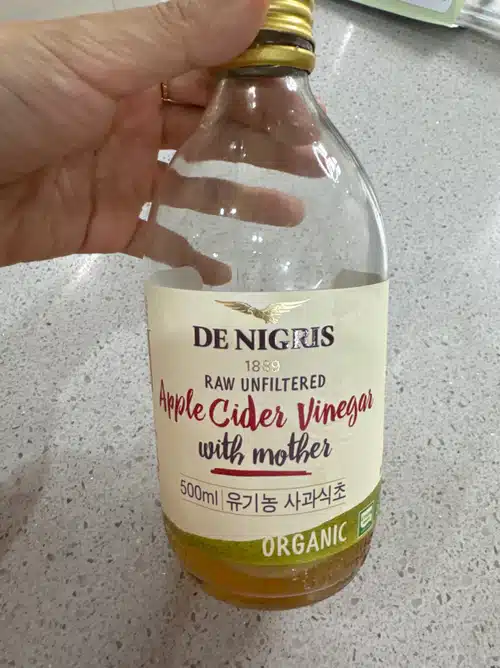 DE NIGRIS
1889
RAW UNFILTERED
Apple Cider Vinegar
with mother
500ml | 유기농 사과식초
ORGANIC